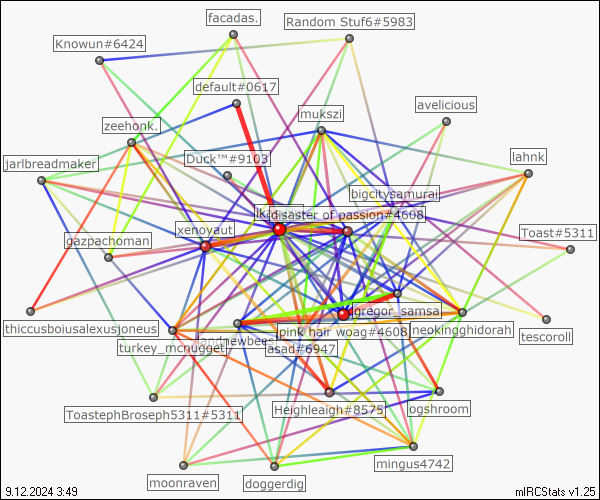 facadas.
Random Stuf6#5983
Knowun#6424
default#0617
avelicious
mukszi
zeehonk.
Duck™#9103
lahnk
jarlbreadmaker
bigcitysamurai
disaster of passion#4608
xenoyaut
Toast#5311
gazpachoman
gregor_samsa
thiccusboiusalexusjoneus
landnewbees
pink hair woag#4608
neokingghidorah
tescoroll
turkey_mcnugget
asad#6947
ToastephBroseph5311#5311
Heighleaigh#8575
ogshroom
moonraven
doggerdig
mingus4742
9.12.2024 3:49
mIRCStats v1.25